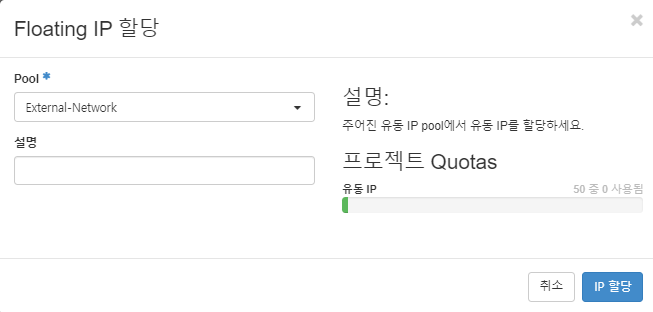 Floating IP 할당
×
Pool *
External-Network
설명
설명:
주어진 유동 IP pool에서 유동 IP를 할당하세요.
프로젝트 Quotas
유동 IP
50 중 0 사용됨
취소
IP 할당